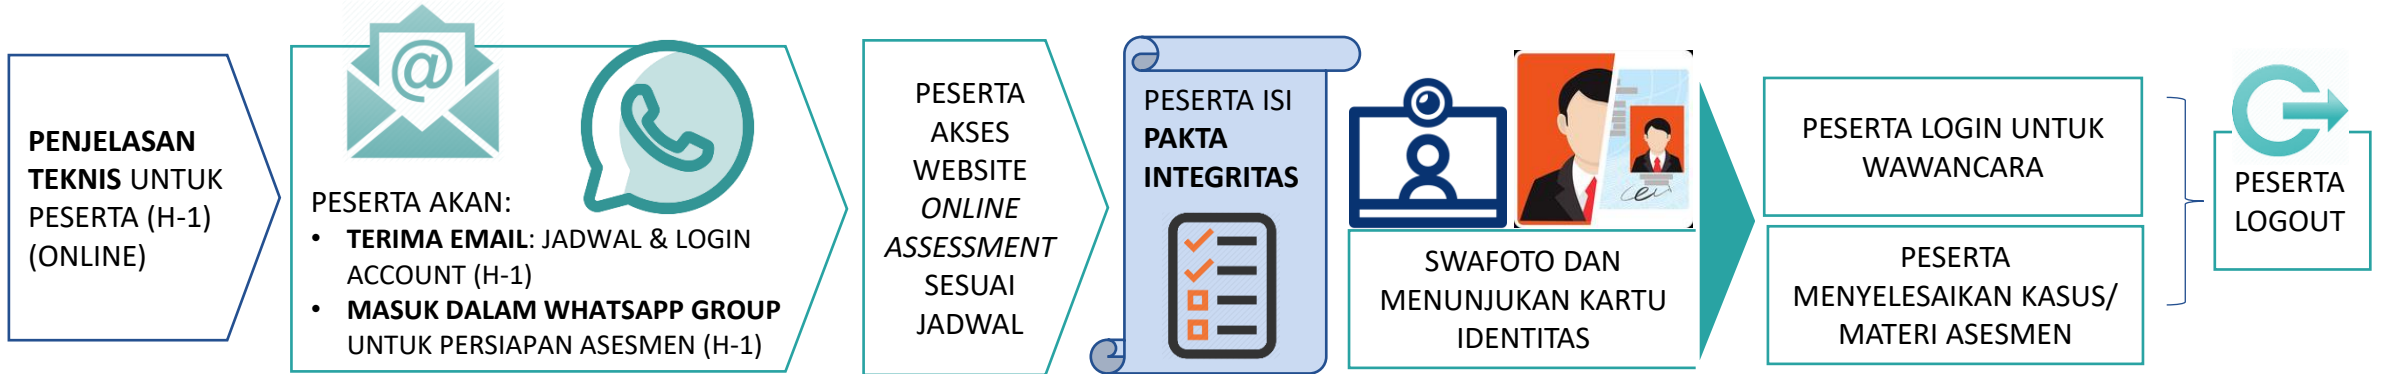 PENJELASAN
TEKNIS UNTUK
PESERTA (H-1)
(ONLINE)
@
PESERTA AKAN:
• TERIMA EMAIL: JADWAL & LOGIN
ACCOUNT (H-1)
• MASUK DALAM WHATSAPP GROUP
UNTUK PERSIAPAN ASESMEN (H-1)
PESERTA
AKSES
WEBSITE
ONLINE
ASSESSMENT
SESUAI
JADWAL
PESERTA ISI
PAKTA
INTEGRITAS
SWAFOTO DAN
MENUNJUKAN KARTU
IDENTITAS
PESERTA LOGIN UNTUK
WAWANCARA
PESERTA
MENYELESAIKAN KASUS/
MATERI ASESMEN
PESERTA
LOGOUT